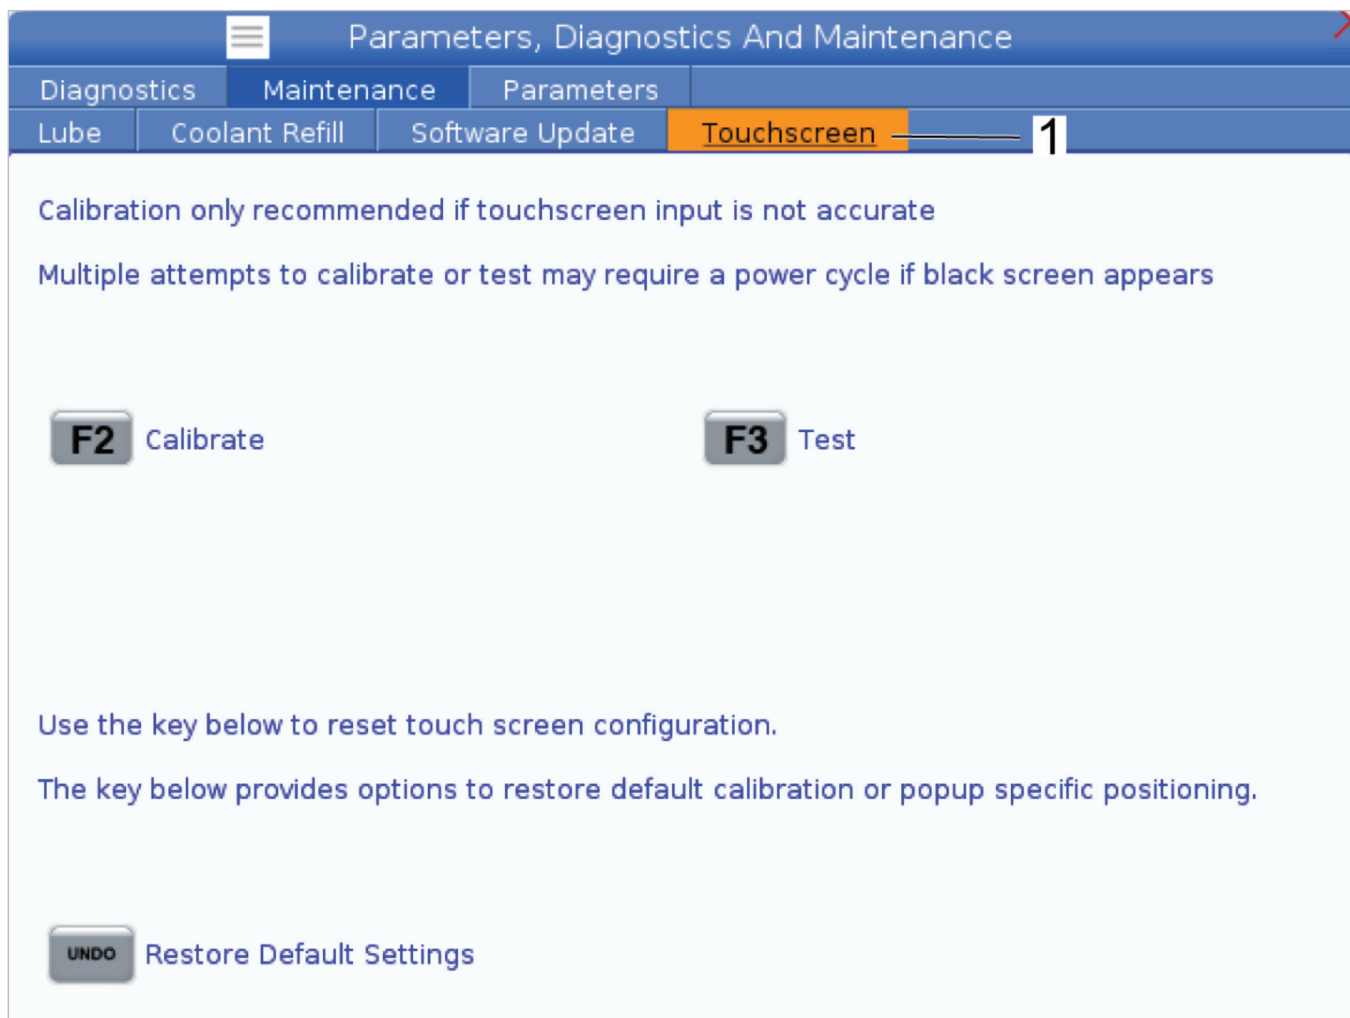 Parameters, Diagnostics And Maintenance
Diagnostics Maintenance Parameters
Lube Coolant Refill Software Update Touchscreen 1
Calibration only recommended if touchscreen input is not accurate
Multiple attempts to calibrate or test may require a power cycle if black screen appears
F2 Calibrate F3 Test
Use the key below to reset touch screen configuration.
The key below provides options to restore default calibration or popup specific positioning.
UNDO Restore Default Settings